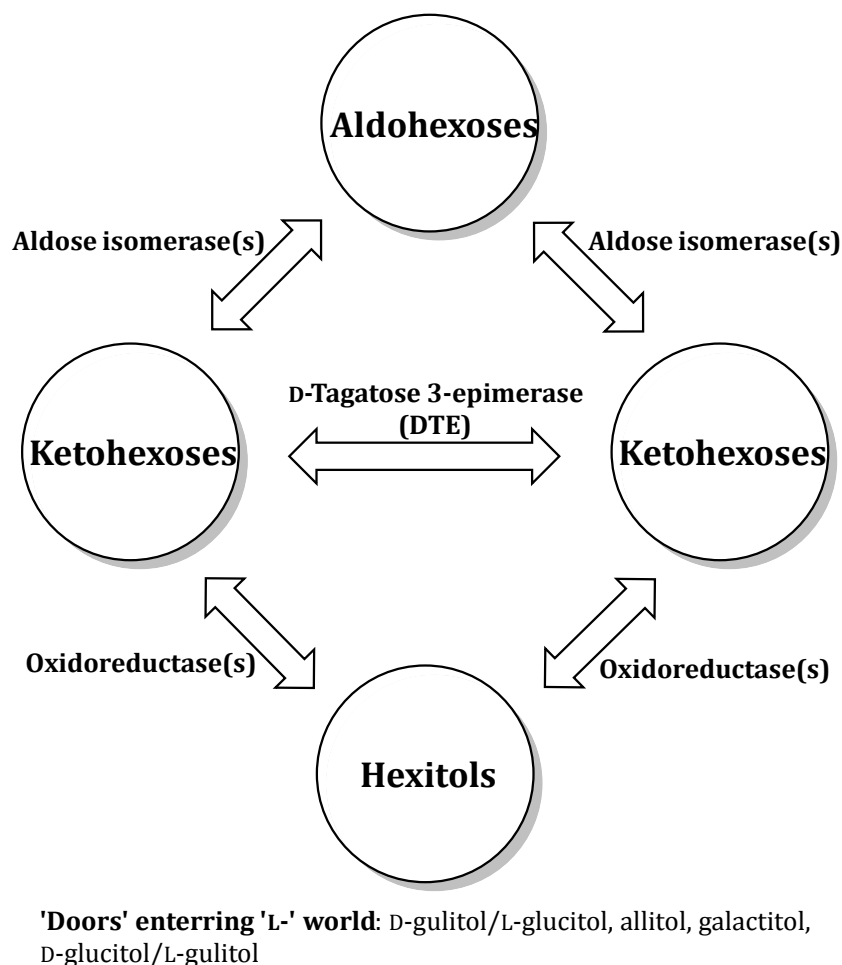 Aldohexoses
Aldose isomerase(s)
Aldose isomerase(s)
D-Tagatose 3-epimerase
(DTE)
Ketohexoses
Ketohexoses
Oxidoreductase(s)
Oxidoreductase(s)
Hexitols
'Doors' enterring 'L-' world: D-gulitol/L-glucitol, allitol, galactitol,
D-glucitol/L-gulitol